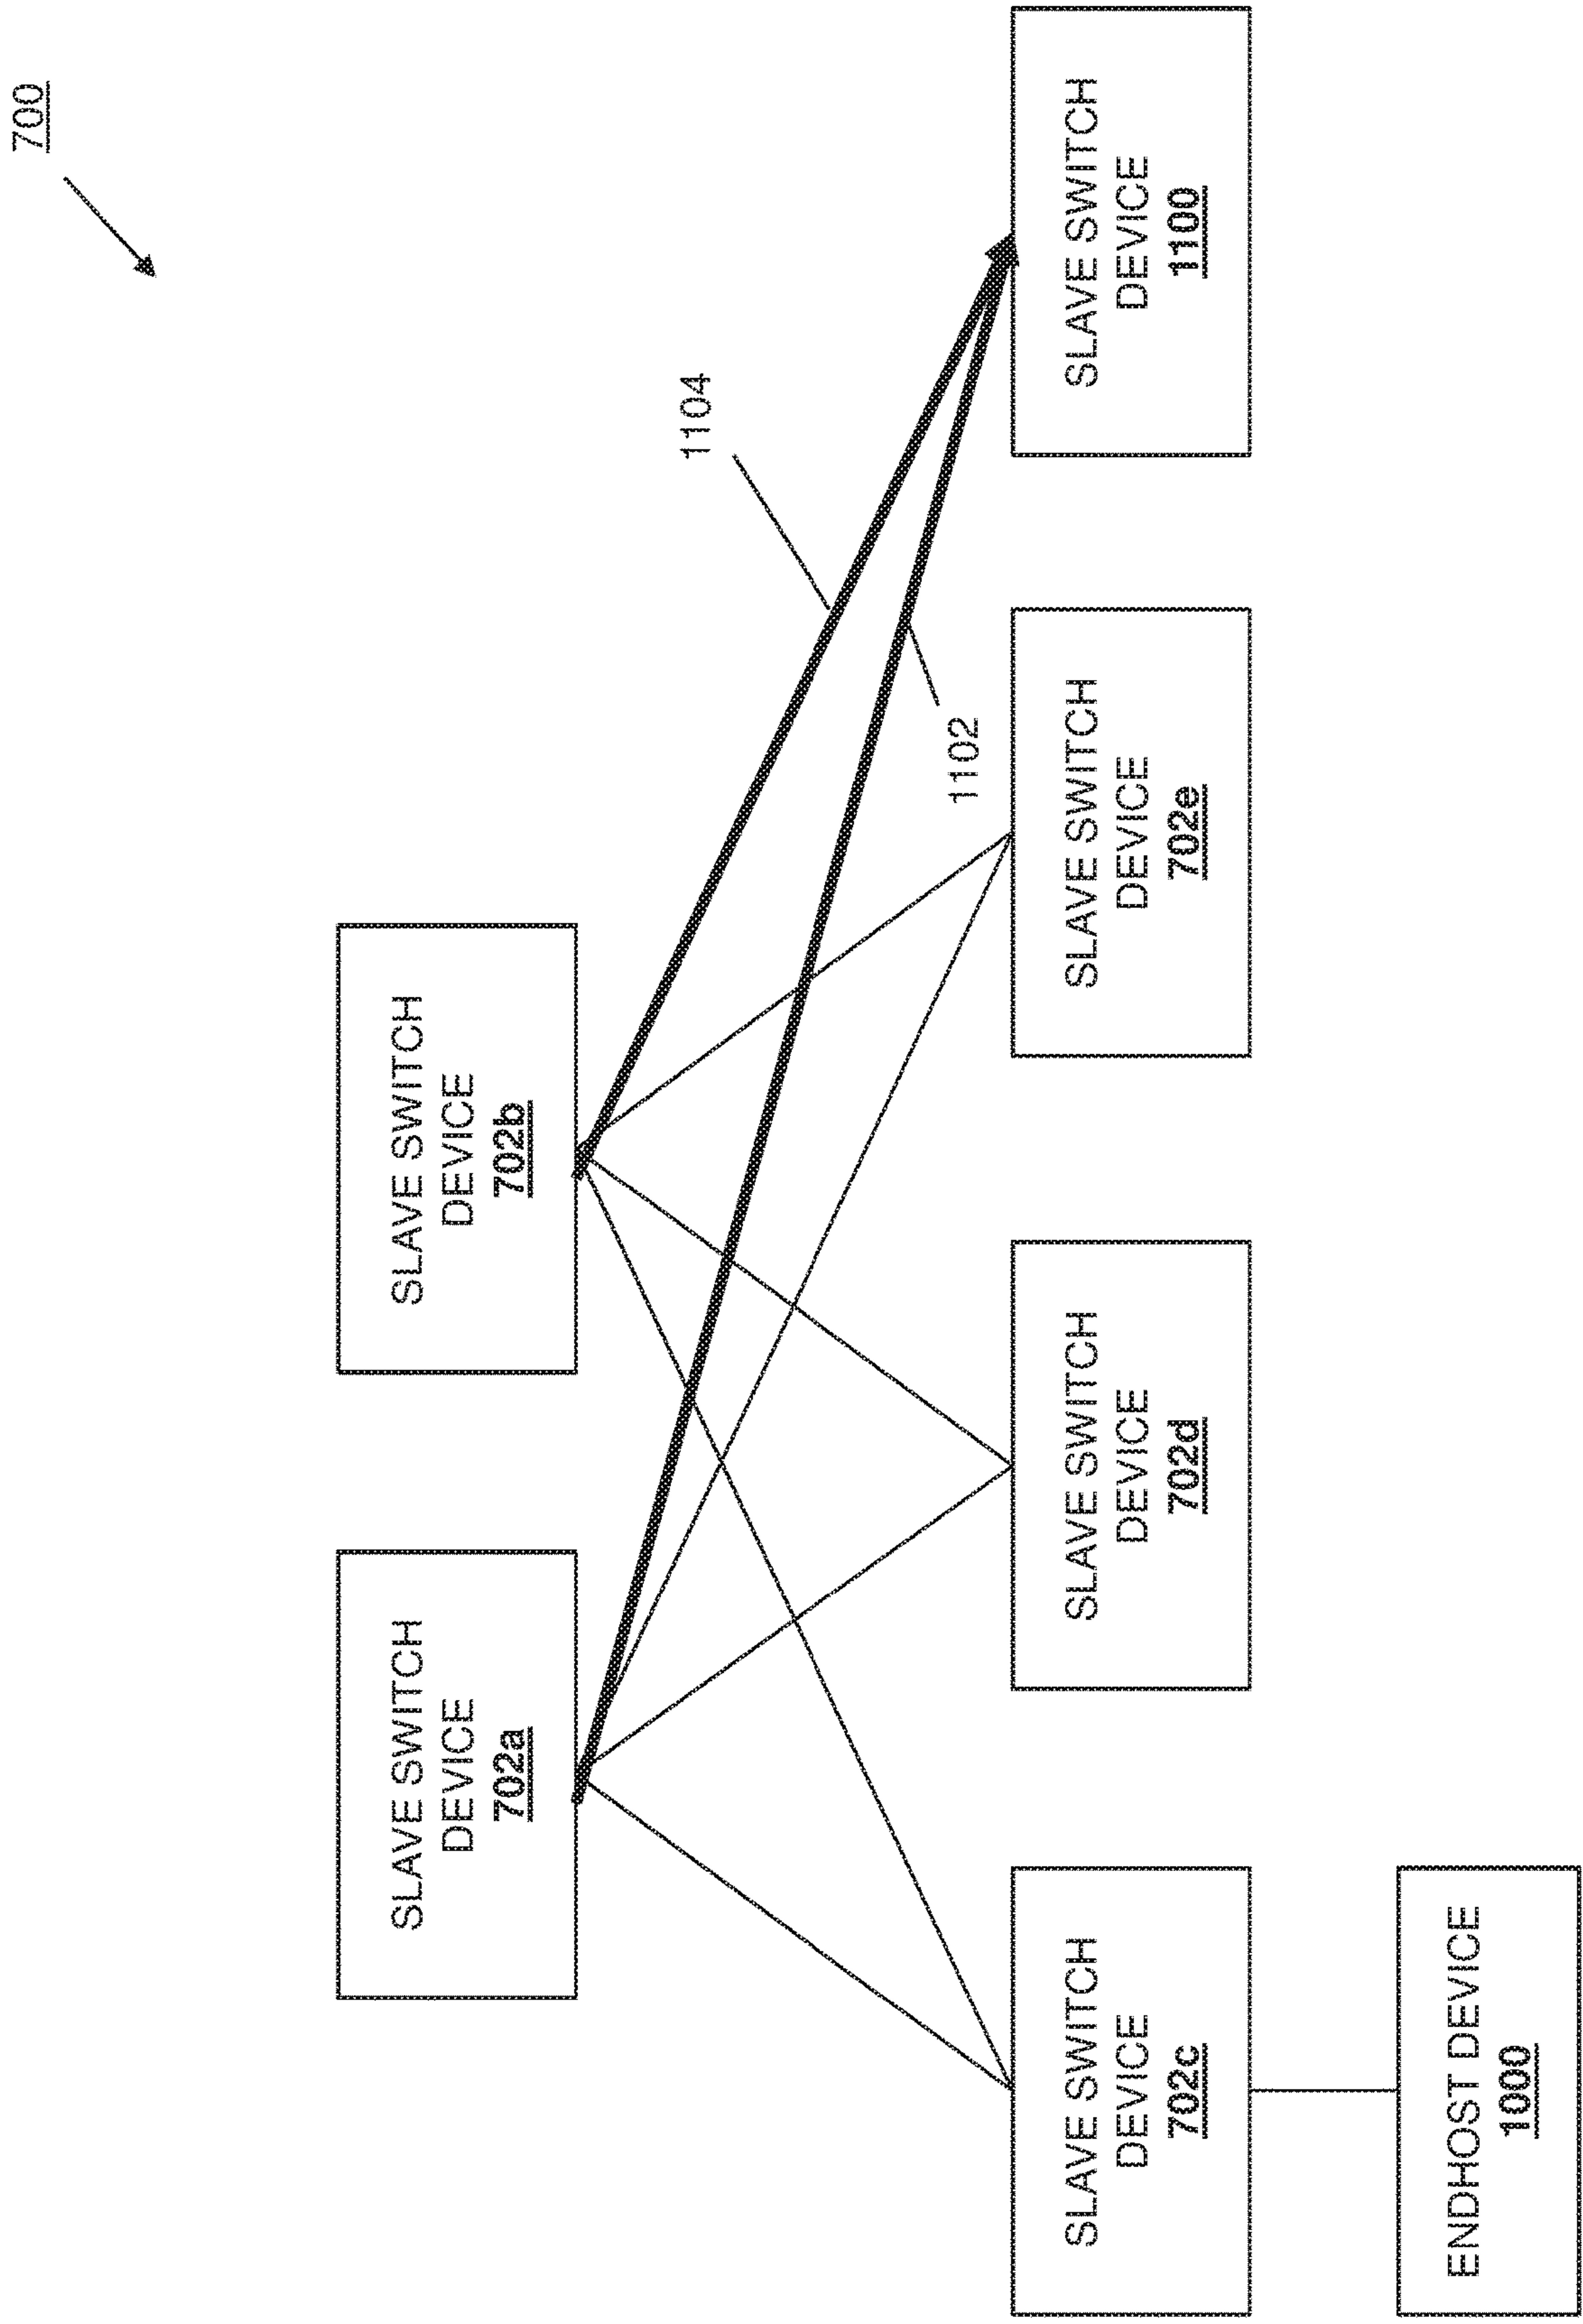 700
SLAVE SWITCH
DEVICE
702a
SLAVE SWITCH
DEVICE
702b
1104
1102
SLAVE SWITCH
DEVICE
702c
SLAVE SWITCH
DEVICE
702d
SLAVE SWITCH
DEVICE
702e
SLAVE SWITCH
DEVICE
1100
ENDHOST DEVICE
1000